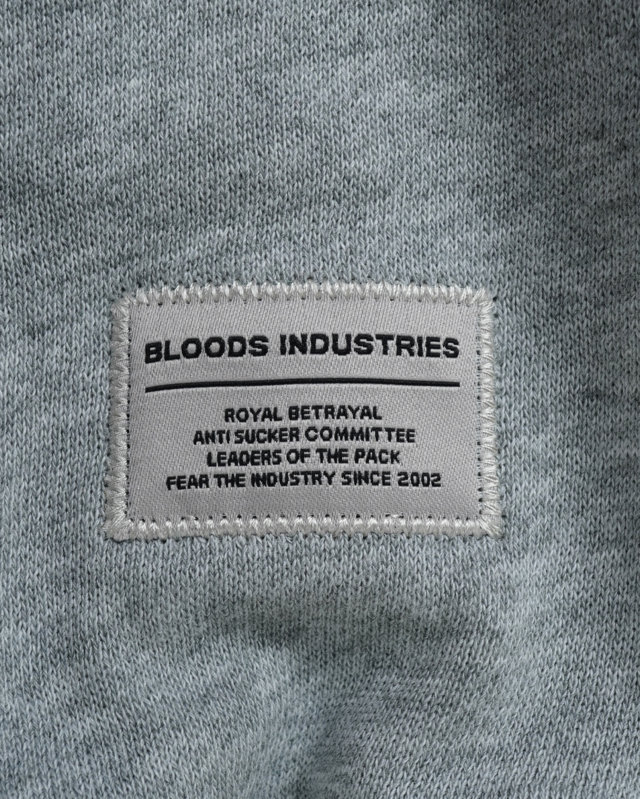 BLOODS INDUSTRIES
ROYAL BETRAYAL
ANTI SUCKER COMMITTEE
LEADERS OF THE PACK
FEAR THE INDUSTRY SINCE 2002